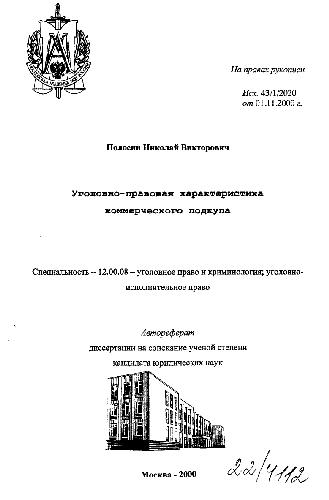 На правах рукописи
Исх. 43/1/2020
от 01.11.2000 г.
Полосин Николай Викторович
Уголовно-правовая характеристика
коммерческого подкупа
Специальность – 12.00.08 – уголовное право и криминология; уголовно-
исполнительное право
Автореферат
диссертации на соискание ученой степени
кандидата юридических наук
Москва - 2000
22/4112